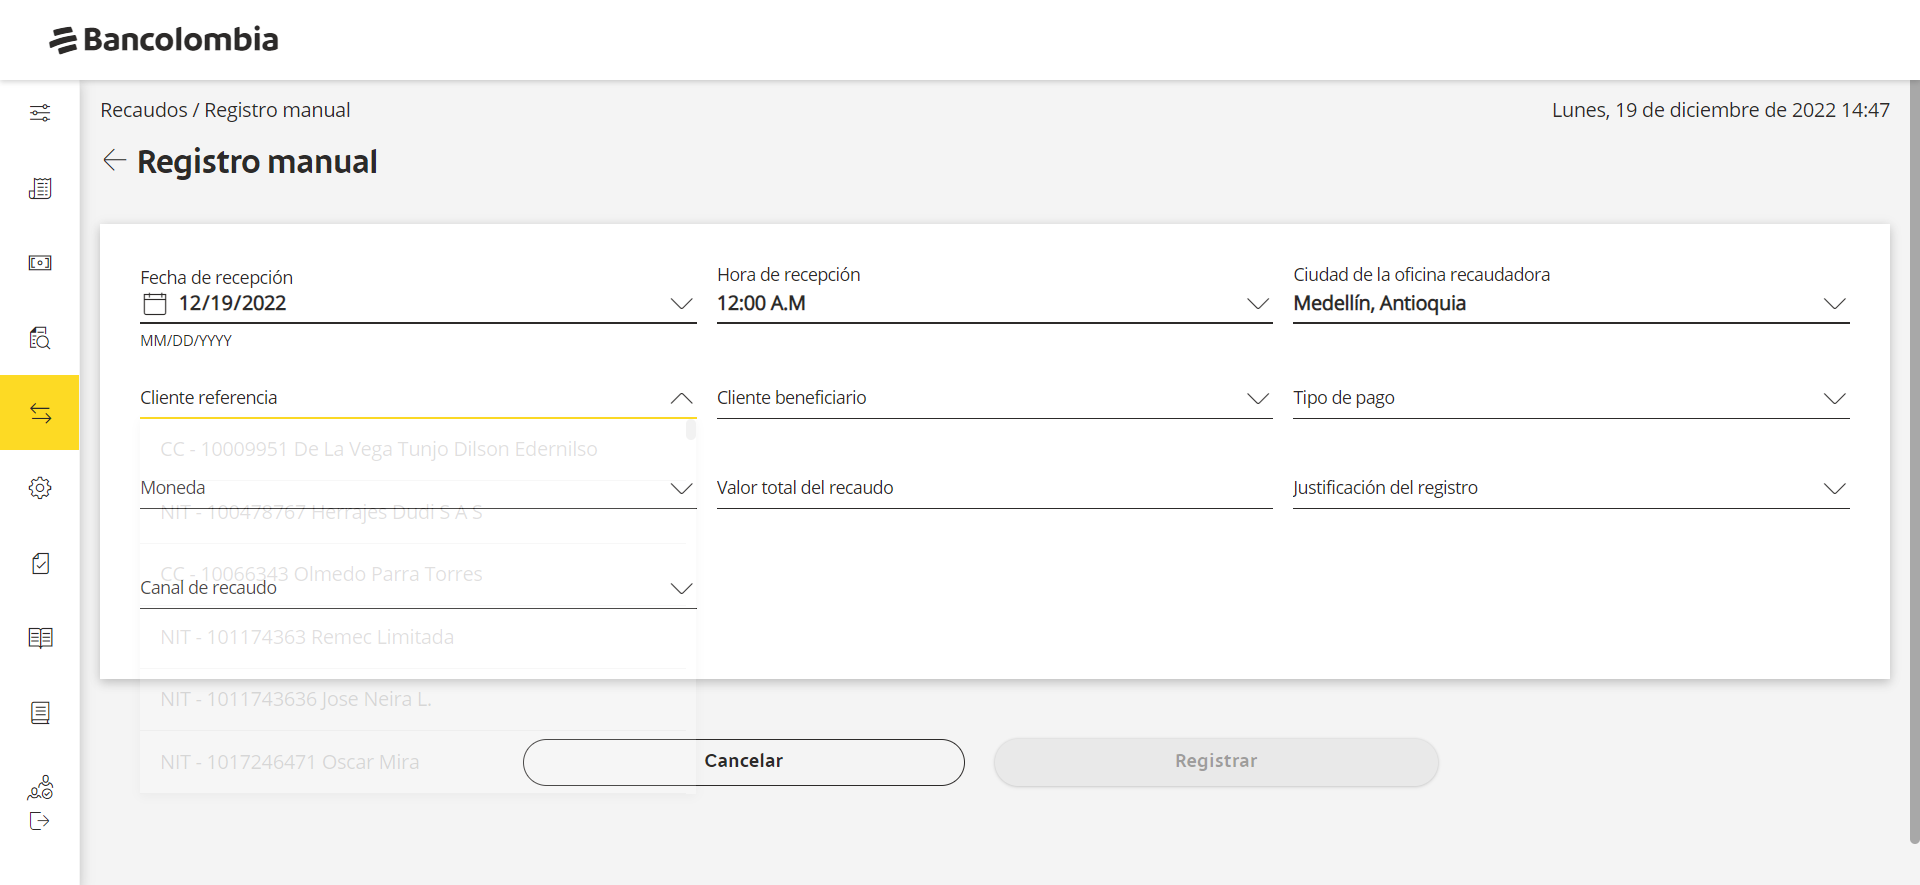 Bancolombia
Recaudos / Registro manual
Lunes, 19 de diciembre de 2022 14:47
Registro manual
Fecha de recepción
12/19/2022
MM/DD/YYYY
Hora de recepción
12:00 A.M
Ciudad de la oficina recaudadora
Medellín, Antioquia
Cliente referencia
Cliente beneficiario
Tipo de pago
CC - 10009951 De La Vega Tunjo Dilson Edernilso
Moneda
Valor total del recaudo
Justificación del registro
NIT - 100478767 Herrajes Dudi S A S
CC - 10066343 Olmedo Parra Torres
Canal de recaudo
NIT - 101174363 Remec Limitada
NIT - 1011743636 Jose Neira L.
NIT - 1017246471 Oscar Mira
Cancelar
Registrar